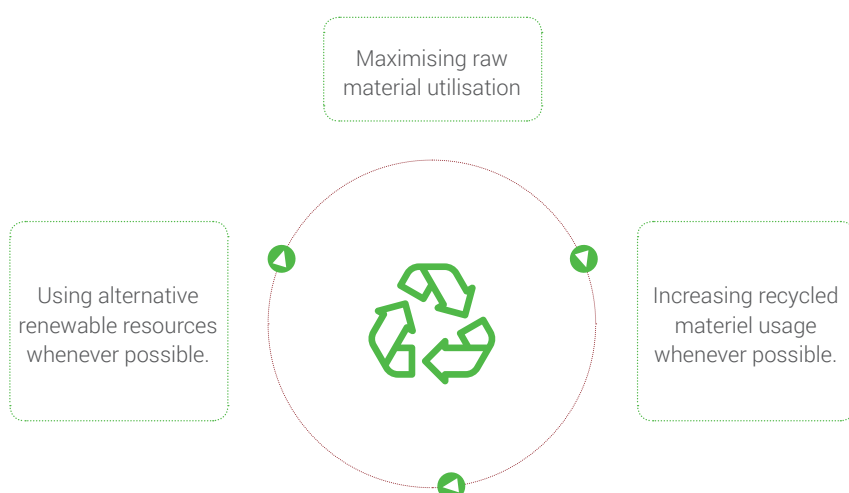 Maximising raw
material utilisation
Using alternative
renewable resources
whenever possible.
Increasing recycled
materiel usage
whenever possible.